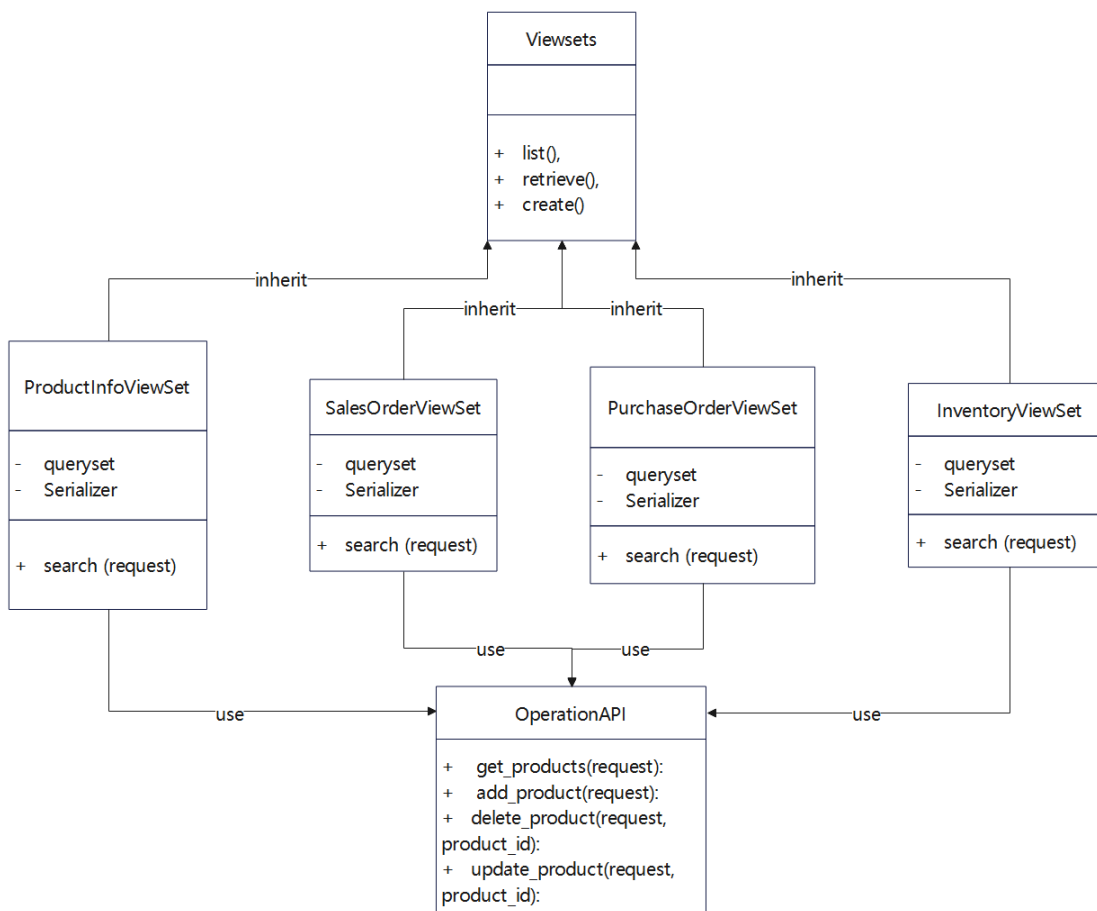 Viewsets
+ list(),
+ retrieve(),
+ create()
inherit
inherit
inherit
inherit
ProductInfoViewSet
- queryset
- Serializer
+ search (request)
SalesOrderViewSet
- queryset
- Serializer
+ search (request)
PurchaseOrderViewSet
- queryset
- Serializer
+ search (request)
InventoryViewSet
- queryset
- Serializer
+ search (request)
use
use
use
use
OperationAPI
+ get_products(request):
+ add_product(request):
+ delete_product(request,
product_id):
+ update_product(request,
product_id):